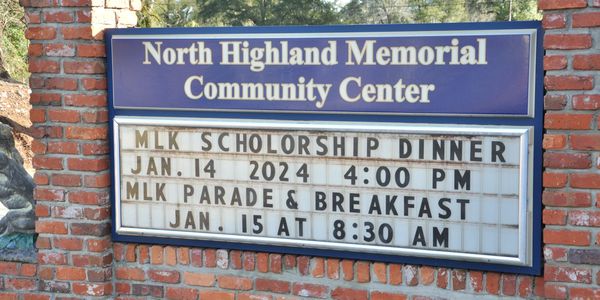 North Highland Memorial
Community Center
MLK SCHOLORSHIP DINNER
JAN. 14 2024 4:00 PM
MLK PARADE & BREAKFAST
JAN. 15 AT 8:30 AM